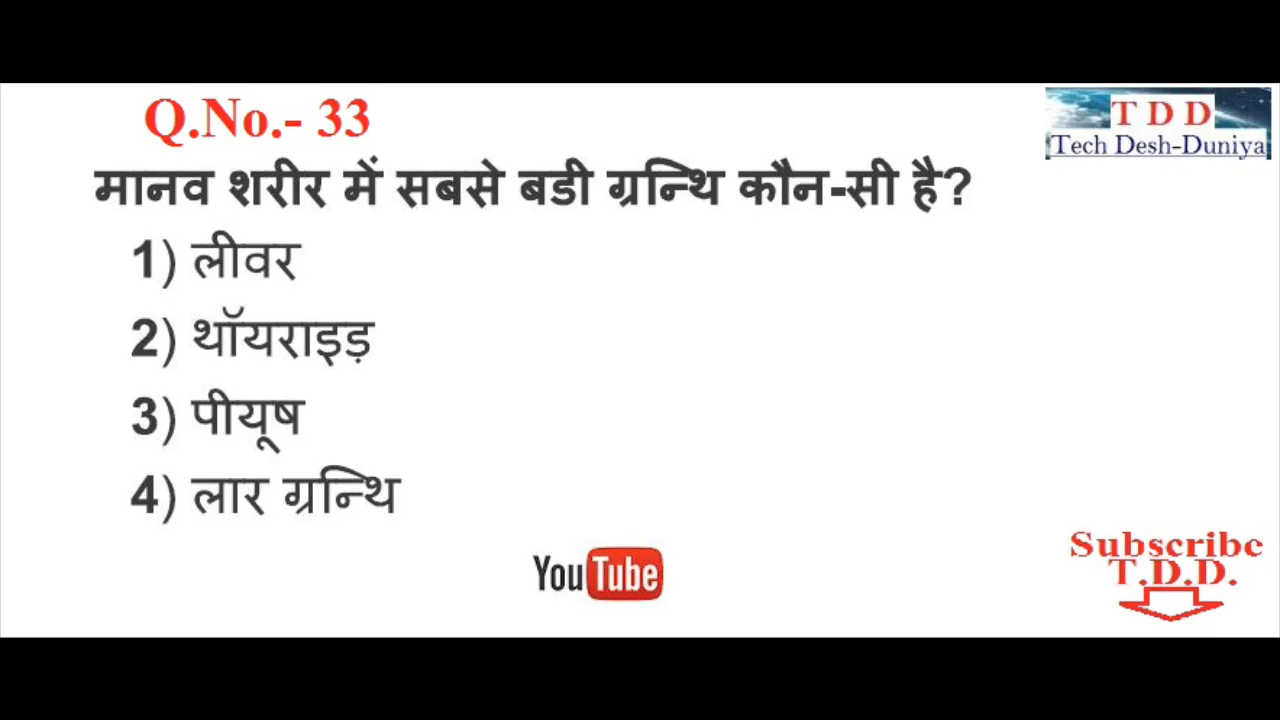 Q.No.- 33
T D D
Tech Desh-Duniya
मानव शरीर में सबसे बडी ग्रन्थि कौन-सी है?
1) लीवर
2) थॉयराइड़
3) पीयूष
4) लार ग्रन्थि
Subscribe
T.D.D.
YouTube